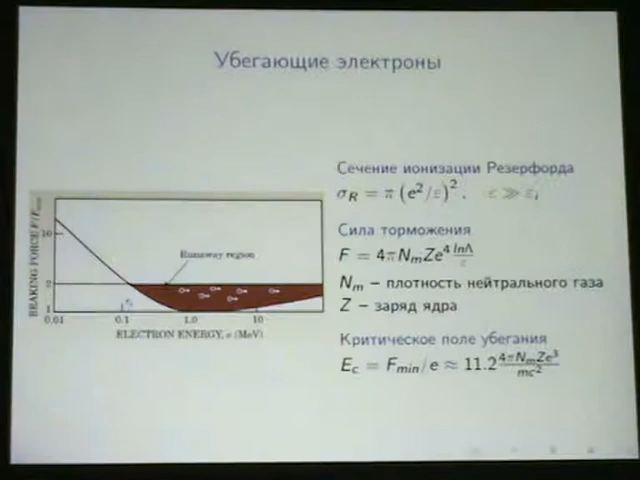 Убегающие электроны
Сечение ионизации Резерфорда
σ_R = π (e²/ε)² .   ε ≫ ε_i
Сила торможения
F = 4πN_mZe⁴ lnΛ/ε
N_m – плотность нейтрального газа
Z – заряд ядра
Критическое поле убегания
E_c = F_min/e ≈ 11.2 4πN_mZe³/mc²
BEAKING FORCE F/F_min
10
2
1
Runaway region
0.01 0.1 1.0 10
ELECTRON ENERGY, ε (MeV)